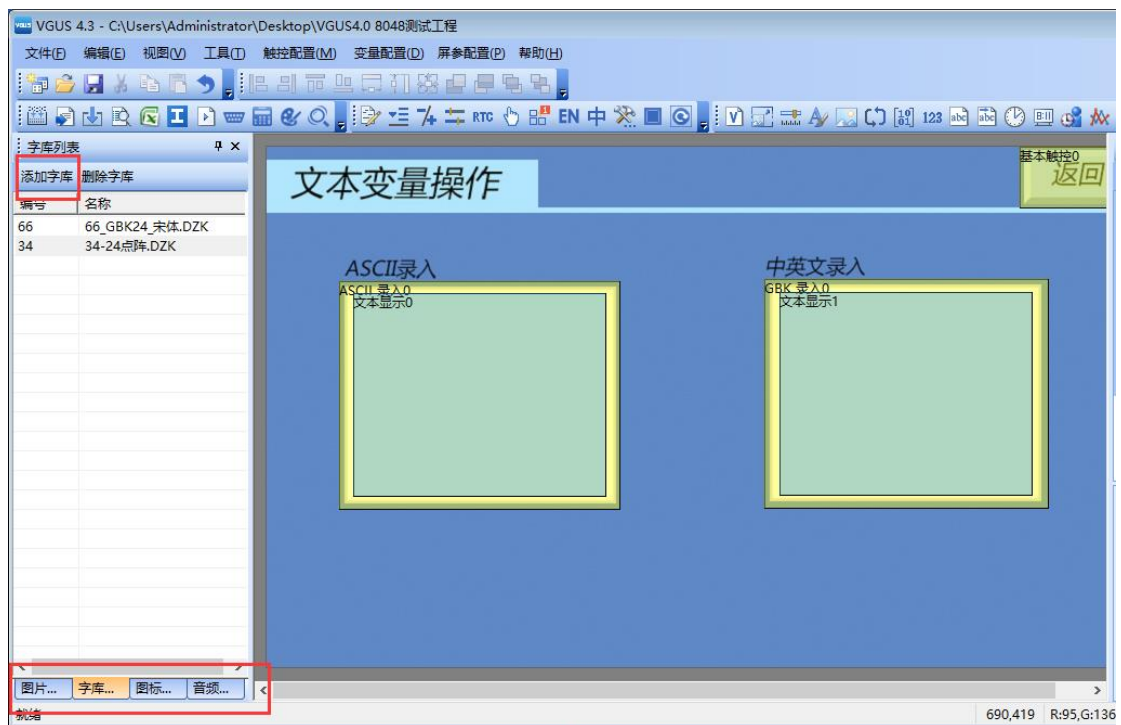 VGUS 4.3 - C:\Users\Administrator\Desktop\VGUS4.0 8048测试工程
文件(F) 编辑(E) 视图(V) 工具(T) 触控配置(M) 变量配置(D) 屏参配置(P) 帮助(H)
RTC EN 中 V 123 abc abc
字库列表
添加字库 删除字库
编号 名称
66 66_GBK24_宋体.DZK
34 34-24点阵.DZK
文本变量操作
基本触控0
返回
ASCII录入
ASCII 录入0
文本显示0
中英文录入
GBK 录入0
文本显示1
图片... 字库... 图标... 音频...
就绪
690,419 R:95,G:136